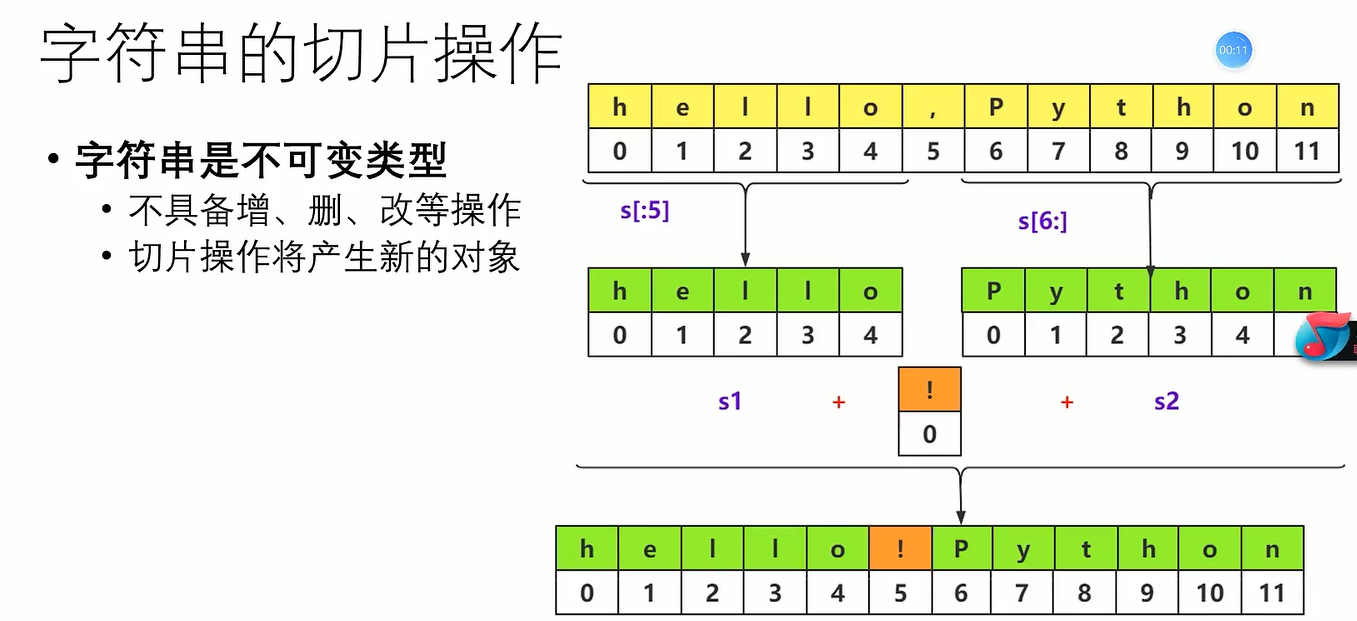 字符串的切片操作
00:11
h e l l o , P y t h o n
0 1 2 3 4 5 6 7 8 9 10 11
• 字符串是不可变类型
• 不具备增、删、改等操作
• 切片操作将产生新的对象
s[:5]
s[6:]
h e l l o
0 1 2 3 4
P y t h o n
0 1 2 3 4
s1 + ! + s2
0
h e l l o ! P y t h o n
0 1 2 3 4 5 6 7 8 9 10 11